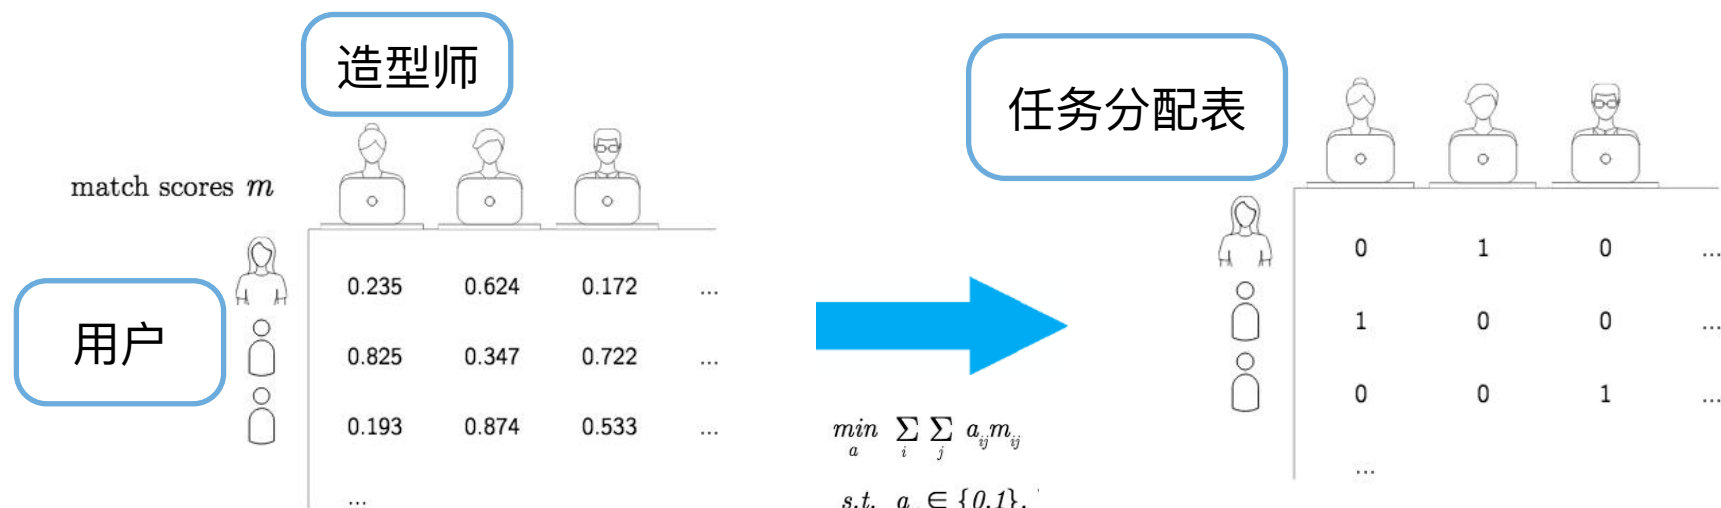 造型师
match scores m
用户
0.235 0.624 0.172 ...
0.825 0.347 0.722 ...
0.193 0.874 0.533 ...
...
min a ∑ i ∑ j a_ij m_ij
s.t. a ∈ {0,1},
任务分配表
0 1 0 ...
1 0 0 ...
0 0 1 ...
...